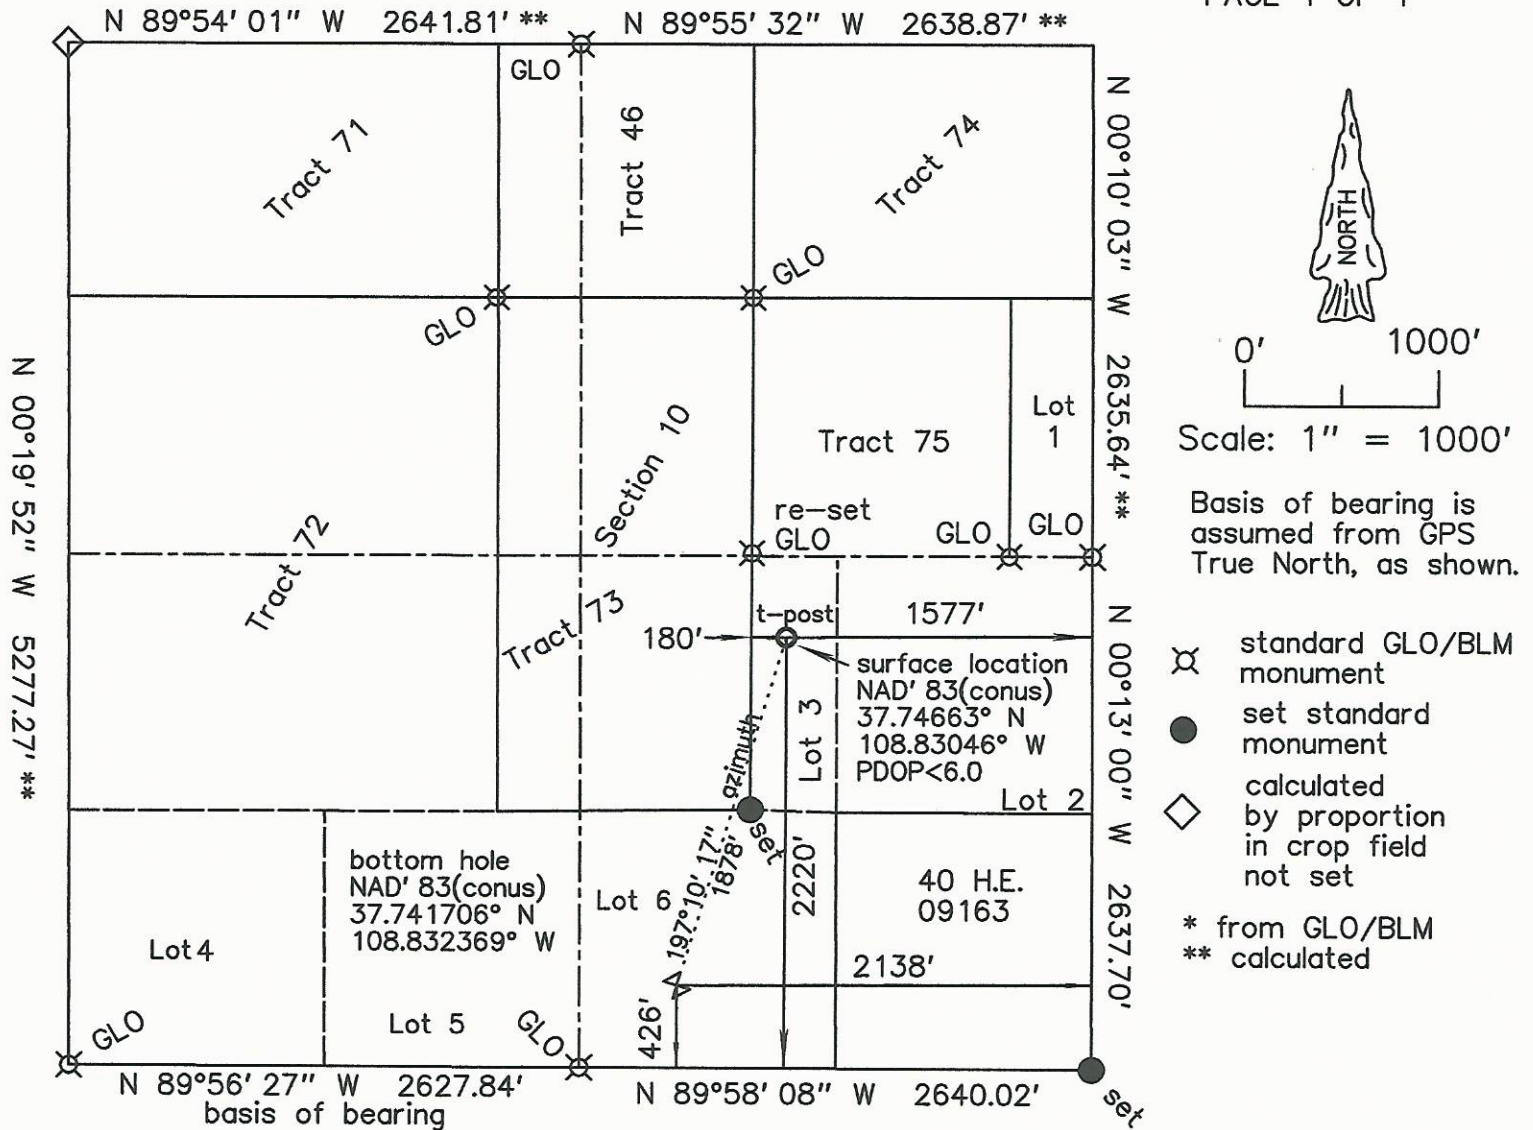 N 89°54' 01" W 2641.81' **
N 89°55' 32" W 2638.87' **
GLO
Tract 71
Tract 46
Tract 74
N 00°10' 03" W 2635.64' **
NORTH
GLO
GLO
0' 1000'
Scale: 1" = 1000'
Lot
1
Tract 75
Section 10
re-set
GLO
GLO
GLO
Basis of bearing is
assumed from GPS
True North, as shown.
N 00°19' 52" W 5277.27' **
Tract 72
Tract 73
t-post
180'
1577'
surface location
NAD' 83(conus)
37.74663° N
108.83046° W
PDOP<6.0
Lot 3
azimuth
197°10' 17"
1878'
set
Lot 2
2220'
N 00°13' 00" W 2637.70'
standard GLO/BLM
monument
set standard
monument
calculated
by proportion
in crop field
not set
* from GLO/BLM
** calculated
bottom hole
NAD' 83(conus)
37.741706° N
108.832369° W
Lot 6
40 H.E.
09163
Lot 4
2138'
426'
Lot 5
GLO
GLO
N 89°56' 27" W 2627.84'
basis of bearing
N 89°58' 08" W 2640.02'
set